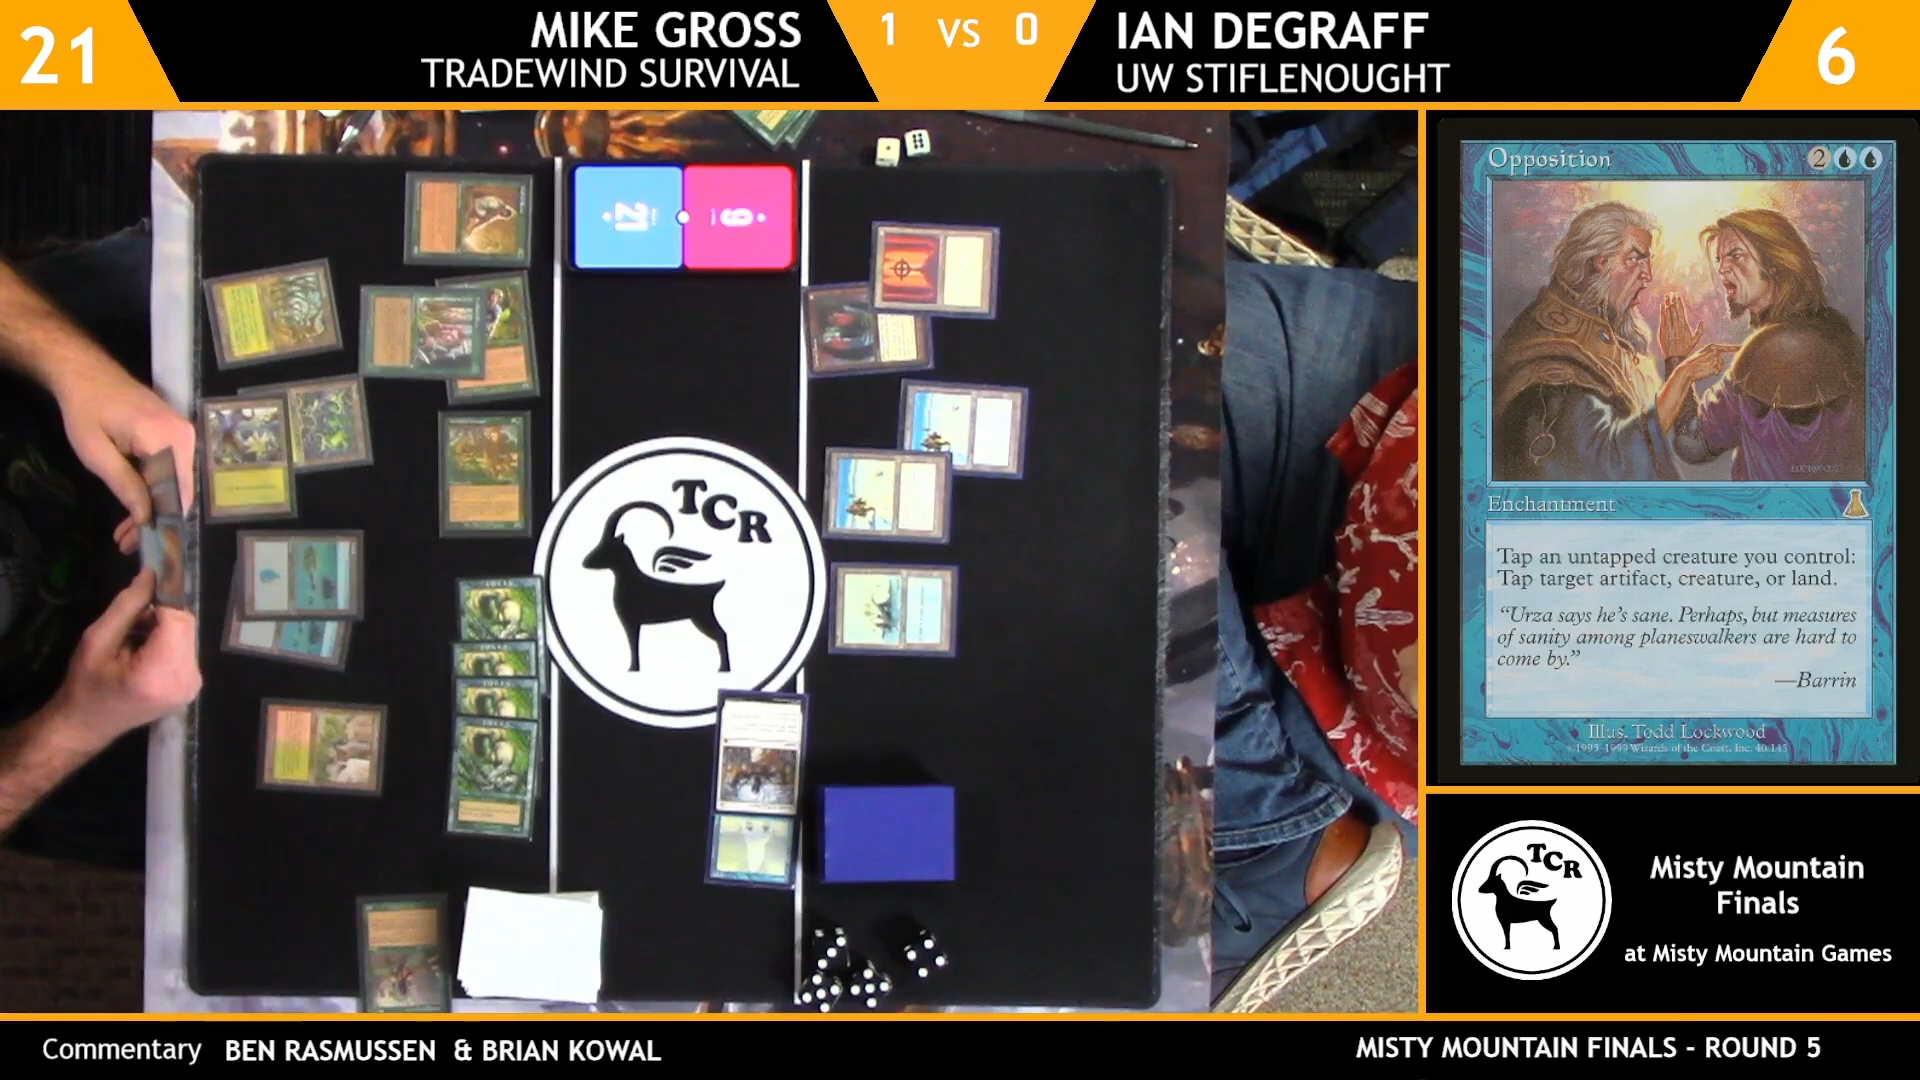 21
MIKE GROSS
TRADEWIND SURVIVAL
1 VS 0
IAN DEGRAFF
UW STIFLENOUGHT
6
21
6
TCR
Opposition 2
Enchantment
Tap an untapped creature you control:
Tap target artifact, creature, or land.
“Urza says he’s sane. Perhaps, but measures
of sanity among planeswalkers are hard to
come by.”
—Barrin
Illus. Todd Lockwood
TCR
Misty Mountain
Finals
at Misty Mountain Games
Commentary BEN RASMUSSEN & BRIAN KOWAL
MISTY MOUNTAIN FINALS - ROUND 5